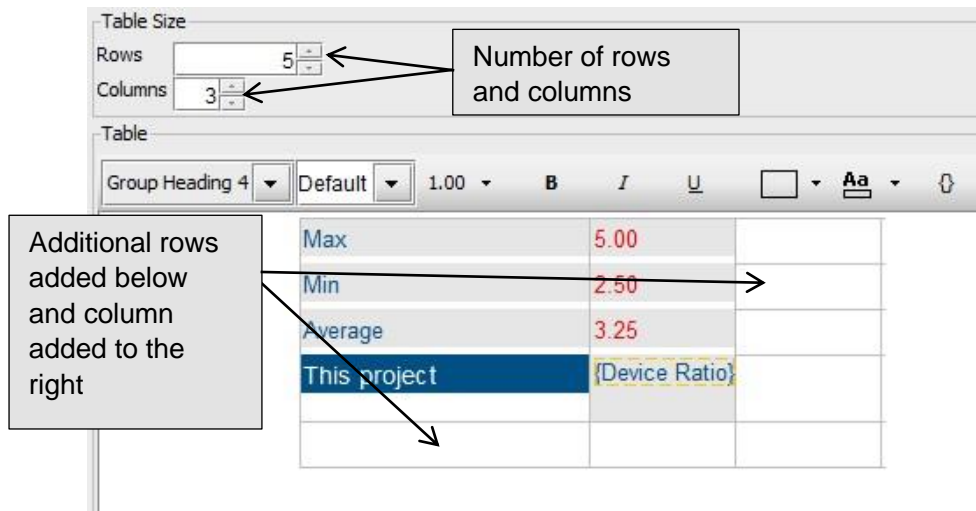 Table Size
Rows 5
Columns 3
Number of rows
and columns
Table
Group Heading 4 Default 1.00 B I U Aa {}
Additional rows
added below
and column
added to the
right
Max 5.00
Min 2.50
Average 3.25
This project {Device Ratio}